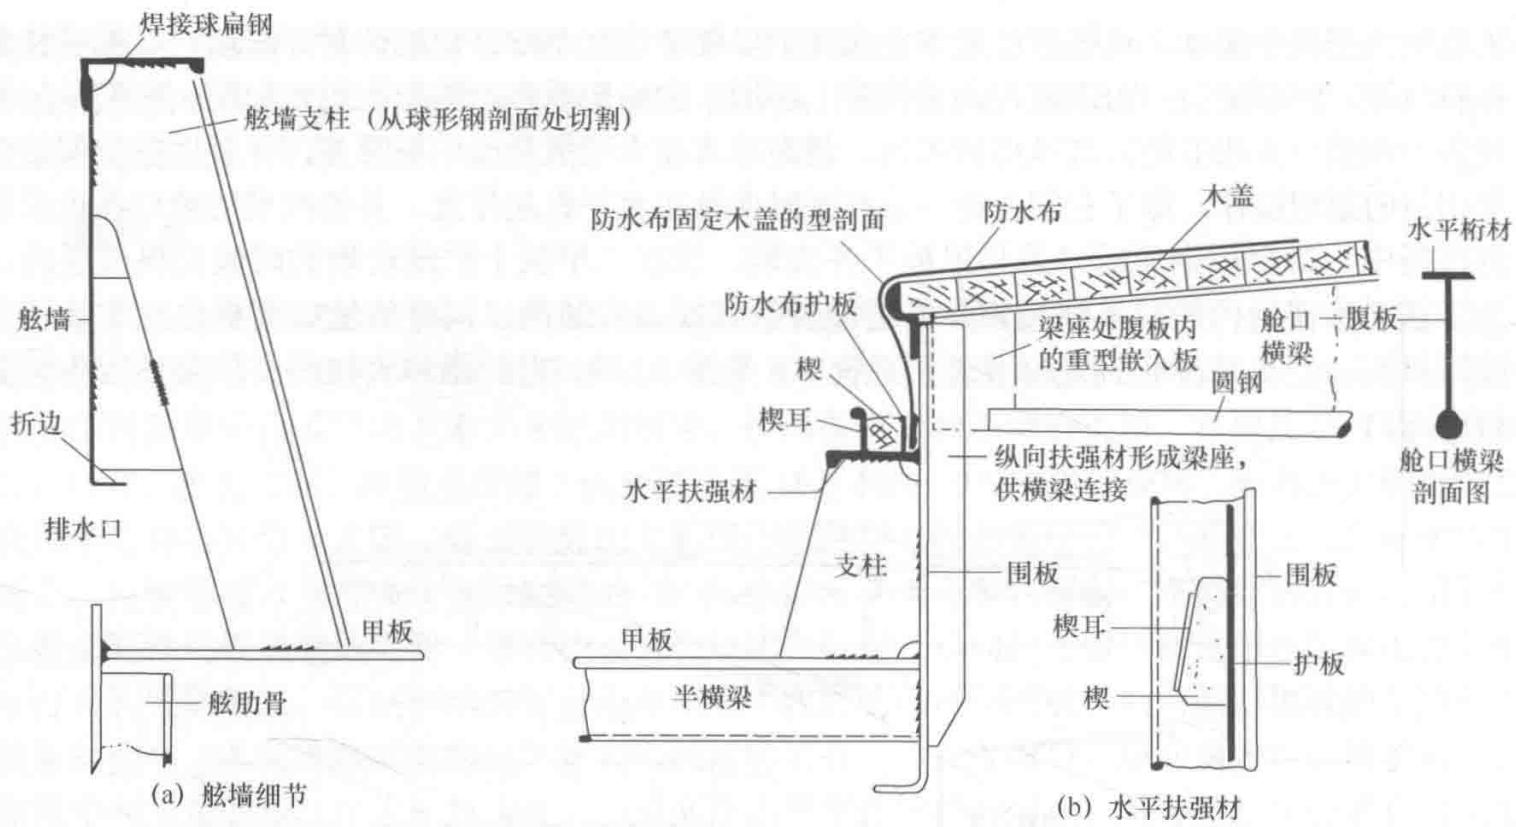 焊接球扁钢
舷墙支柱（从球形钢剖面处切割）
舷墙
折边
排水口
甲板
舷肋骨
(a) 舷墙细节
防水布固定木盖的型剖面
防水布
木盖
水平桁材
防水布护板
梁座处腹板内
的重型嵌入板
舱口
横梁
腹板
楔
圆钢
楔耳
纵向扶强材形成梁座，
供横梁连接
舱口横梁
剖面图
水平扶强材
支柱
围板
甲板
半横梁
围板
楔耳
护板
楔
(b) 水平扶强材